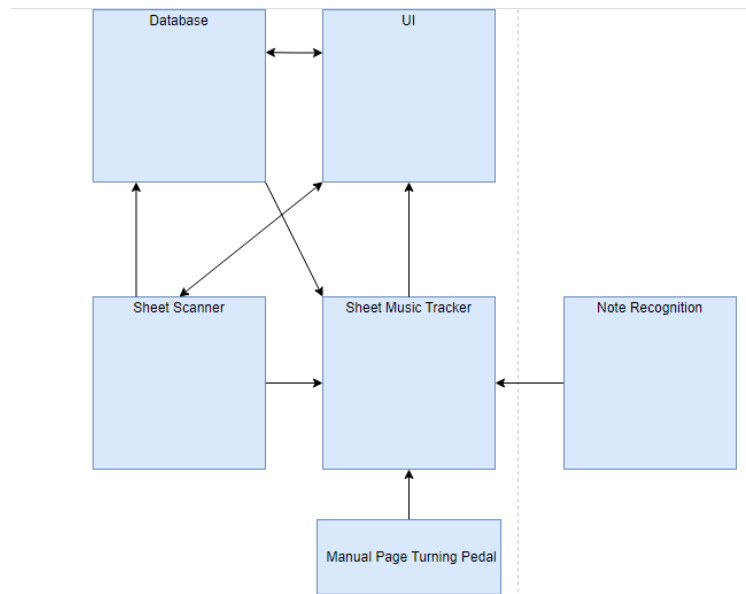 Database
UI
Sheet Scanner
Sheet Music Tracker
Note Recognition
Manual Page Turning Pedal